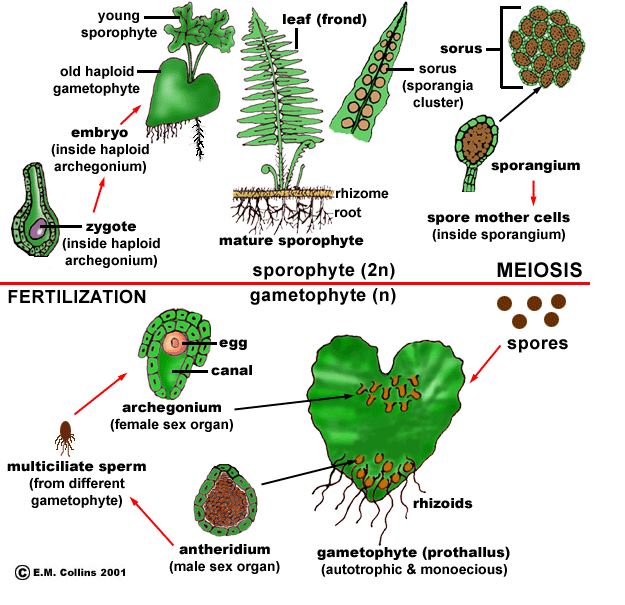 young
sporophyte
old haploid
gametophyte
embryo
(inside haploid
archegonium)
zygote
(inside haploid
archegonium)
leaf (frond)
sorus
(sporangia
cluster)
rhizome
root
mature sporophyte
sorus
sporangium
spore mother cells
(inside sporangium)
sporophyte (2n)
MEIOSIS
FERTILIZATION
gametophyte (n)
spores
egg
canal
archegonium
(female sex organ)
multiciliate sperm
(from different
gametophyte)
antheridium
(male sex organ)
rhizoids
gametophyte (prothallus)
(autotrophic & monoecious)
© E.M. Collins 2001